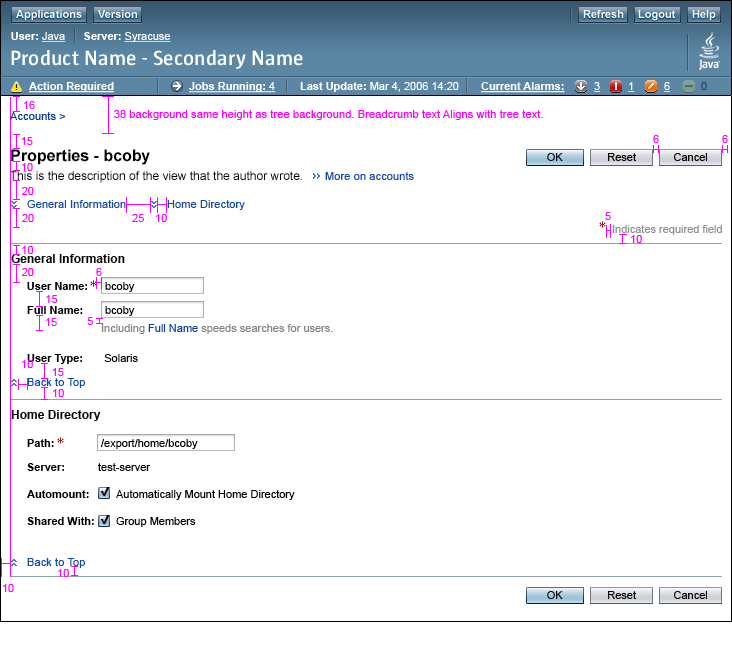 Applications Version Refresh Logout Help
User: Java Server: Syracuse
Product Name - Secondary Name
Java
Action Required Jobs Running: 4 Last Update: Mar 4, 2006 14:20 Current Alarms: 3 1 6 0
16
38 background same height as tree background. Breadcrumb text Aligns with tree text.
Accounts >
15
6 6
Properties - bcoby OK Reset Cancel
10
This is the description of the view that the author wrote. >> More on accounts
20
General Information Home Directory
20 25 10
5
* Indicates required field
10
10
General Information
20 6
User Name: * bcoby
15
Full Name: bcoby
15 5
Including Full Name speeds searches for users.
User Type: Solaris
10
15
Back to Top
10
Home Directory
Path: * /export/home/bcoby
Server: test-server
Automount: Automatically Mount Home Directory
Shared With: Group Members
Back to Top
10
10
OK Reset Cancel